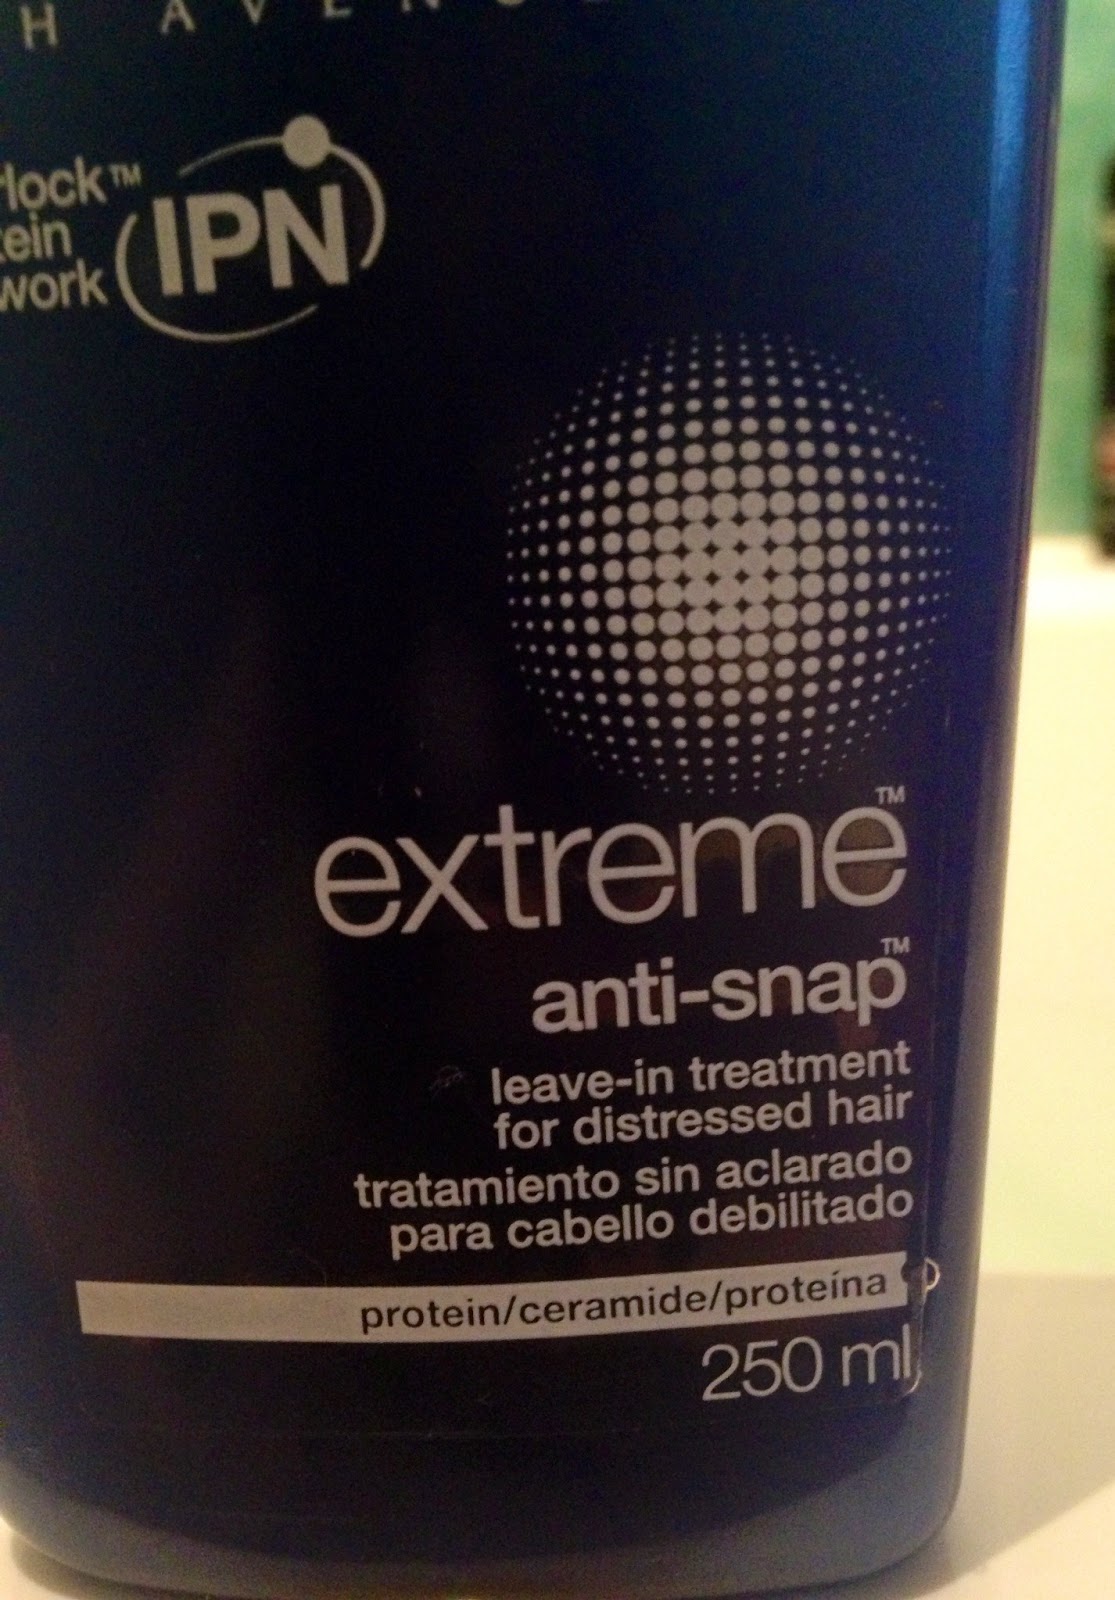 H AVENUE
rlock™
tein
work
IPN
extreme™
anti-snap™
leave-in treatment
for distressed hair
tratamiento sin aclarado
para cabello debilitado
protein/ceramide/proteína
250 ml